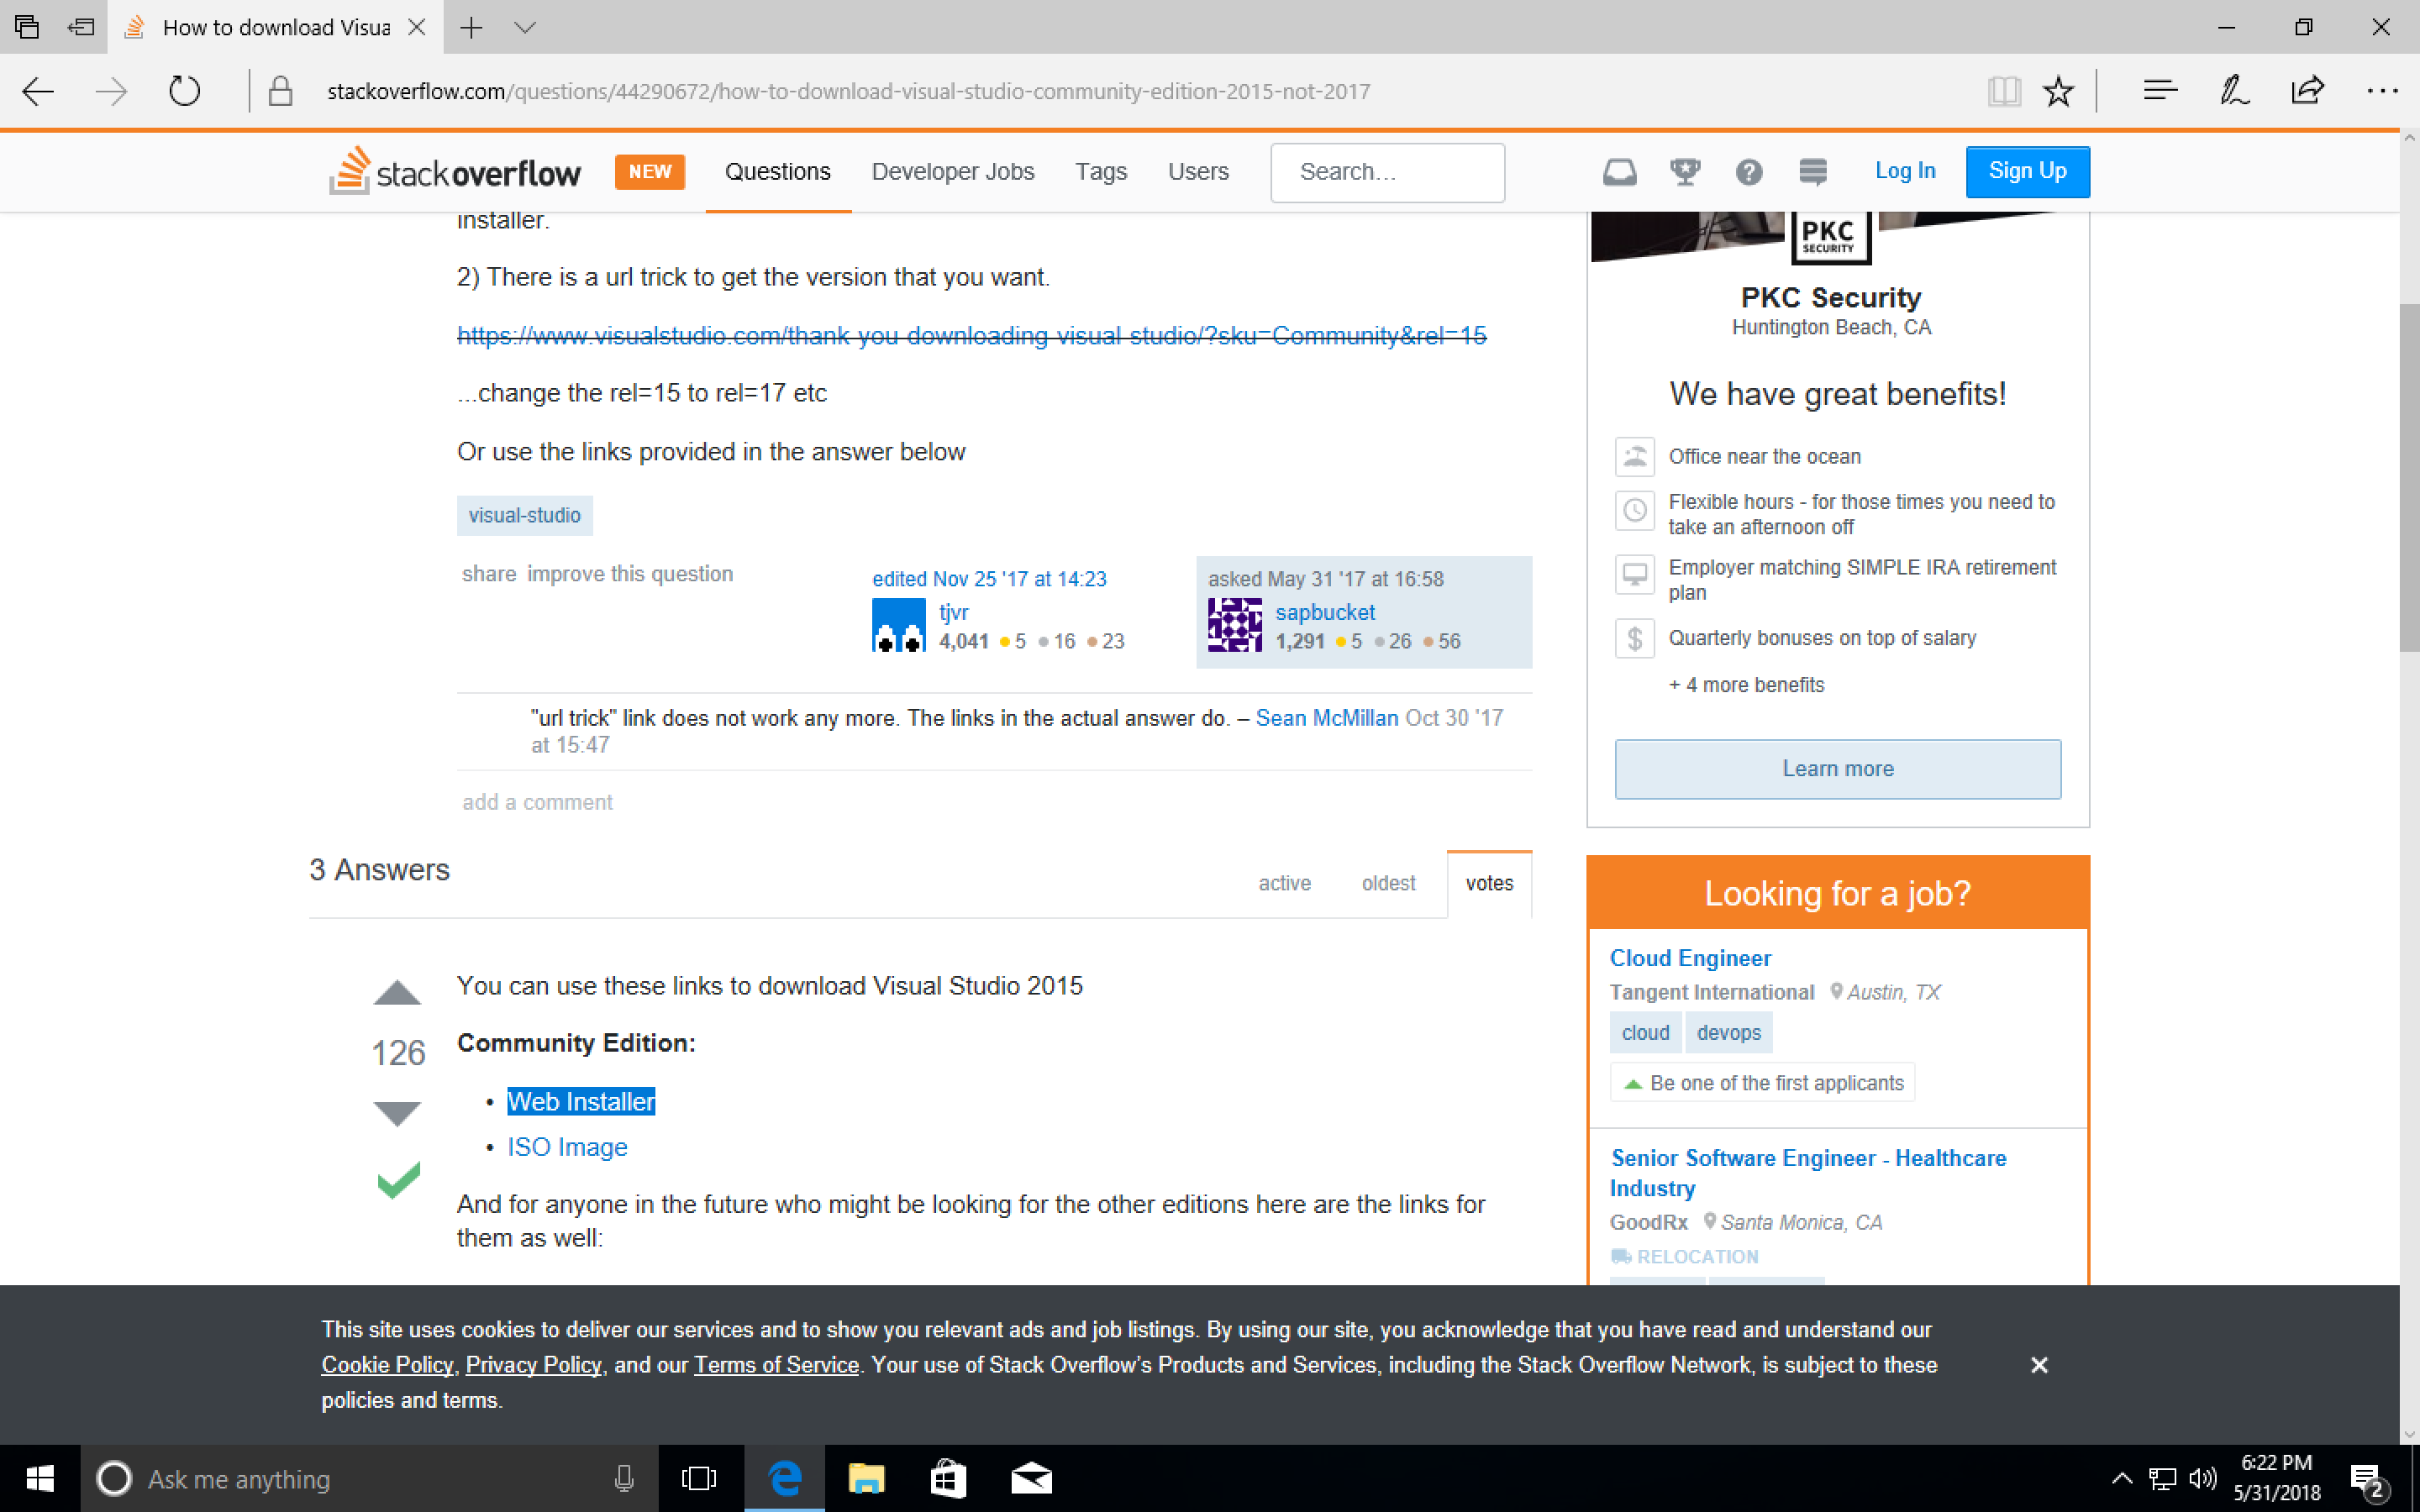 How to download Visua
stackoverflow.com/questions/44290672/how-to-download-visual-studio-community-edition-2015-not-2017
stackoverflow NEW Questions Developer Jobs Tags Users Search... Log In Sign Up
installer.
2) There is a url trick to get the version that you want.
https://www.visualstudio.com/thank-you-downloading-visual-studio/?sku=Community&rel=15
...change the rel=15 to rel=17 etc
Or use the links provided in the answer below
visual-studio
share improve this question
edited Nov 25 '17 at 14:23
tjvr
4,041 5 16 23
asked May 31 '17 at 16:58
sapbucket
1,291 5 26 56
"url trick" link does not work any more. The links in the actual answer do. – Sean McMillan Oct 30 '17
at 15:47
add a comment
3 Answers
active oldest votes
You can use these links to download Visual Studio 2015
126
Community Edition:
• Web Installer
• ISO Image
And for anyone in the future who might be looking for the other editions here are the links for
them as well:
PKC
SECURITY
PKC Security
Huntington Beach, CA
We have great benefits!
Office near the ocean
Flexible hours - for those times you need to
take an afternoon off
Employer matching SIMPLE IRA retirement
plan
$
Quarterly bonuses on top of salary
+ 4 more benefits
Learn more
Looking for a job?
Cloud Engineer
Tangent International Austin, TX
cloud devops
Be one of the first applicants
Senior Software Engineer - Healthcare
Industry
GoodRx Santa Monica, CA
RELOCATION
This site uses cookies to deliver our services and to show you relevant ads and job listings. By using our site, you acknowledge that you have read and understand our
Cookie Policy, Privacy Policy, and our Terms of Service. Your use of Stack Overflow's Products and Services, including the Stack Overflow Network, is subject to these
policies and terms.
Ask me anything
6:22 PM
5/31/2018
2